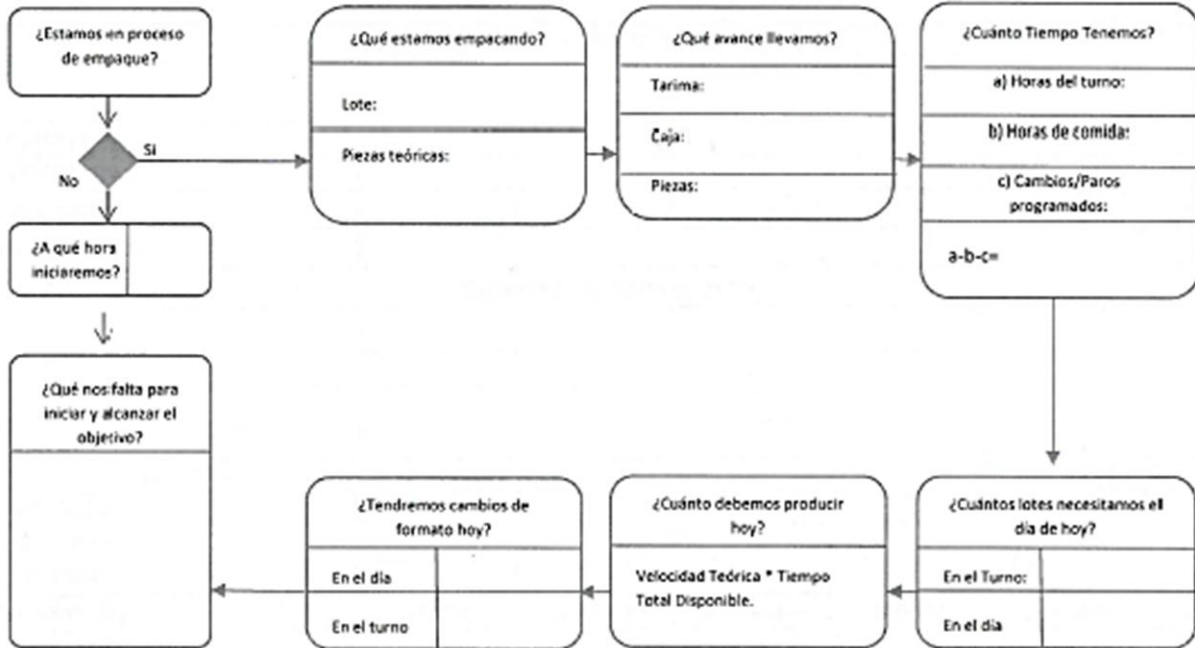 ¿Estamos en proceso
de empaque?
Si
No
¿A qué hora
iniciaremos?
¿Qué estamos empacando?
Lote:
Piezas teóricas:
¿Qué avance llevamos?
Tarima:
Caja:
Piezas:
¿Cuánto Tiempo Tenemos?
a) Horas del turno:
b) Horas de comida:
c) Cambios/Paros
programados:
a-b-c=
¿Cuántos lotes necesitamos el
día de hoy?
En el Turno:
En el día
¿Cuánto debemos producir
hoy?
Velocidad Teórica * Tiempo
Total Disponible.
¿Tendremos cambios de
formato hoy?
En el día
En el turno
¿Qué nos falta para
iniciar y alcanzar el
objetivo?